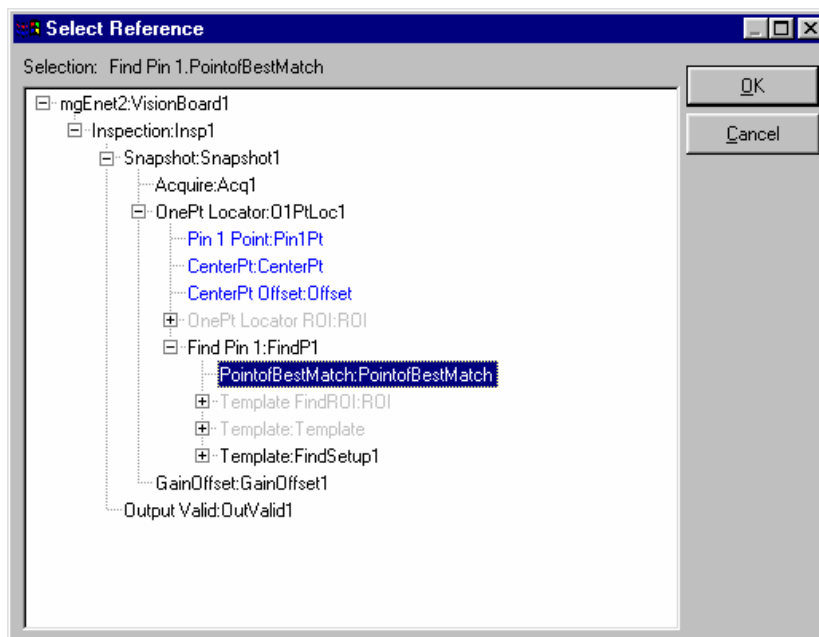 Select Reference
Selection: Find Pin 1.PointofBestMatch
OK
mgEnet2:VisionBoard1
Cancel
Inspection:Insp1
Snapshot:Snapshot1
Acquire:Acq1
OnePt Locator:O1PtLoc1
Pin 1 Point:Pin1Pt
CenterPt:CenterPt
CenterPt Offset:Offset
OnePt Locator ROI:ROI
Find Pin 1:FindP1
PointofBestMatch:PointofBestMatch
Template FindROI:ROI
Template:Template
Template:FindSetup1
GainOffset:GainOffset1
Output Valid:OutValid1